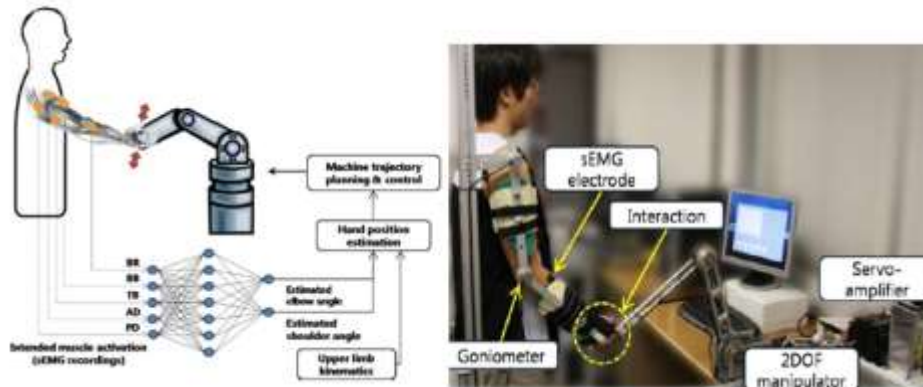 Machine trajectory
planning & control
Hand position
estimation
BR
BB
TB
AD
PD
Estimated
elbow angle
Estimated
shoulder angle
Intended muscle activation
(sEMG recordings)
Upper limb
kinematics
sEMG
electrode
Interaction
Servo-
amplifier
Goniometer
2DOF
manipulator